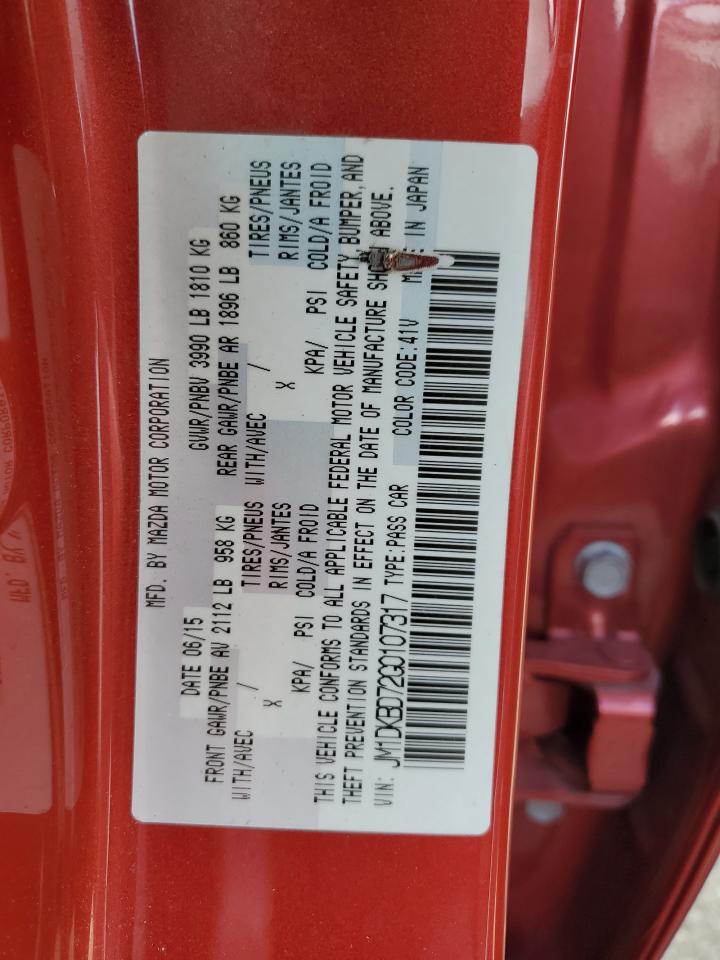 MFD. BY MAZDA MOTOR CORPORATION
DATE 06/15 GVWR/PNBV 3990 LB 1810 KG
FRONT GAWR/PNBE AV 2112 LB 958 KG REAR GAWR/PNBE AR 1896 LB 860 KG
WITH/AVEC / TIRES/PNEUS WITH/AVEC / TIRES/PNEUS
X RIMS/JANTES X RIMS/JANTES
KPA/ PSI COLD/A FROID KPA/ PSI COLD/A FROID
THIS VEHICLE CONFORMS TO ALL APPLICABLE FEDERAL MOTOR VEHICLE SAFETY, BUMPER,AND
THEFT PREVENTION STANDARDS IN EFFECT ON THE DATE OF MANUFACTURE ABOVE.
VIN: JM1DKBD72G0107317 TYPE:PASS CAR COLOR CODE:41V IN JAPAN